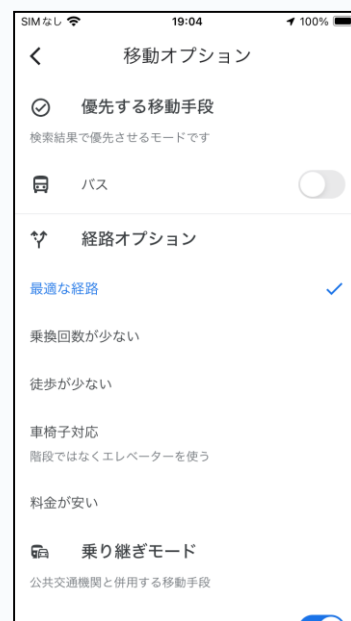 SIMなし 19:04 100%
移動オプション
優先する移動手段
検索結果で優先させるモードです
バス
経路オプション
最適な経路
乗換回数が少ない
徒歩が少ない
車椅子対応
階段ではなくエレベーターを使う
料金が安い
乗り継ぎモード
公共交通機関と併用する移動手段